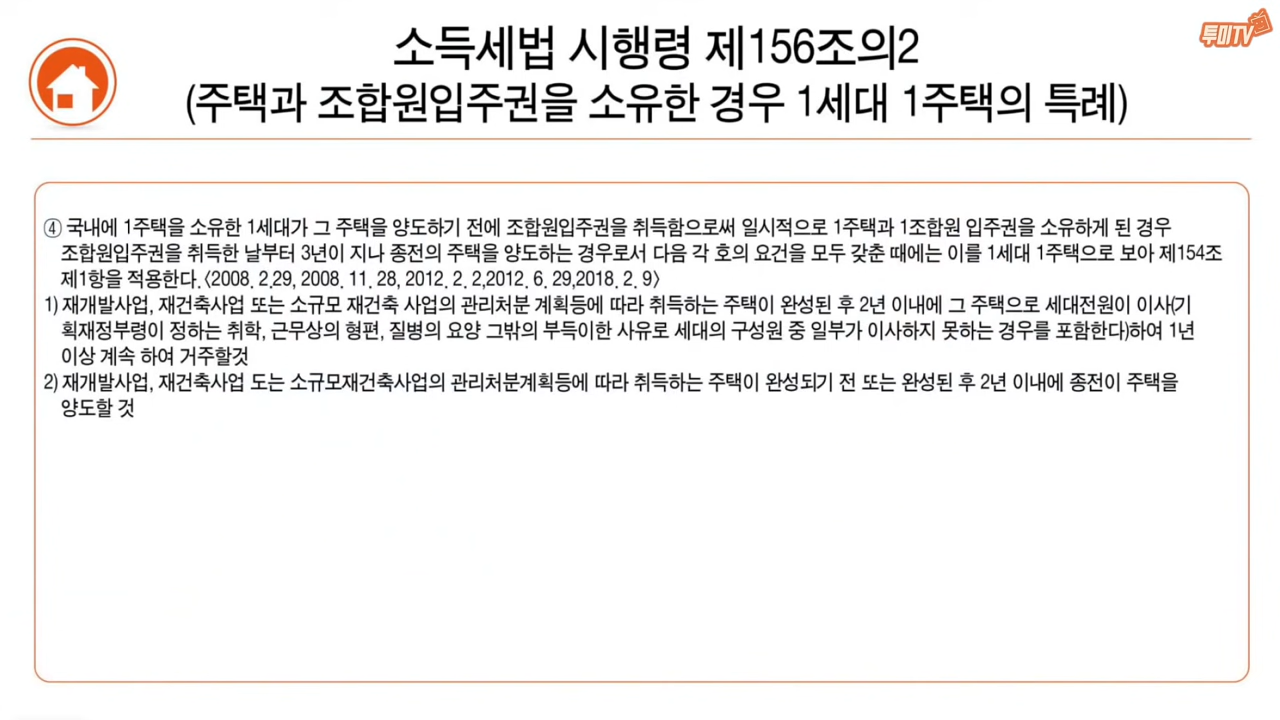 투미TV
소득세법 시행령 제156조의2
(주택과 조합원입주권을 소유한 경우 1세대 1주택의 특례)
④ 국내에 1주택을 소유한 1세대가 그 주택을 양도하기 전에 조합원입주권을 취득함으로써 일시적으로 1주택과 1조합원 입주권을 소유하게 된 경우
조합원입주권을 취득한 날부터 3년이 지나 종전의 주택을 양도하는 경우로서 다음 각 호의 요건을 모두 갖춘 때에는 이를 1세대 1주택으로 보아 제154조
제1항을 적용한다.〈2008. 2.29, 2008. 11. 28, 2012. 2. 2,2012. 6. 29,2018. 2. 9〉
1) 재개발사업, 재건축사업 또는 소규모 재건축 사업의 관리처분 계획등에 따라 취득하는 주택이 완성된 후 2년 이내에 그 주택으로 세대전원이 이사(기
획재정부령이 정하는 취학, 근무상의 형편, 질병의 요양 그밖의 부득이한 사유로 세대의 구성원 중 일부가 이사하지 못하는 경우를 포함한다)하여 1년
이상 계속 하여 거주할것
2) 재개발사업, 재건축사업 도는 소규모재건축사업의 관리처분계획등에 따라 취득하는 주택이 완성되기 전 또는 완성된 후 2년 이내에 종전이 주택을
양도할 것